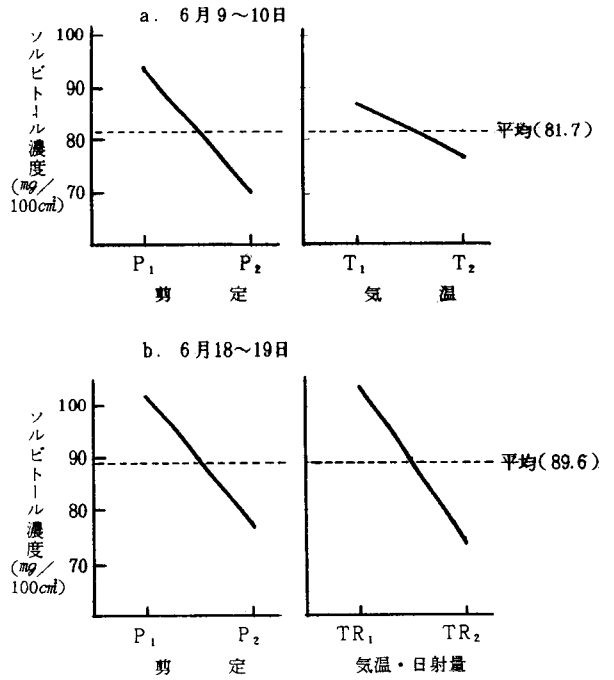 a. 6月9～10日
ソルビトール濃度
(mg/100cm²)
100
90
80
70
平均(81.7)
P₁ P₂
剪定
T₁ T₂
気温
b. 6月18～19日
ソルビトール濃度
(mg/100cm²)
100
90
80
70
平均(89.6)
P₁ P₂
剪定
TR₁ TR₂
気温・日射量